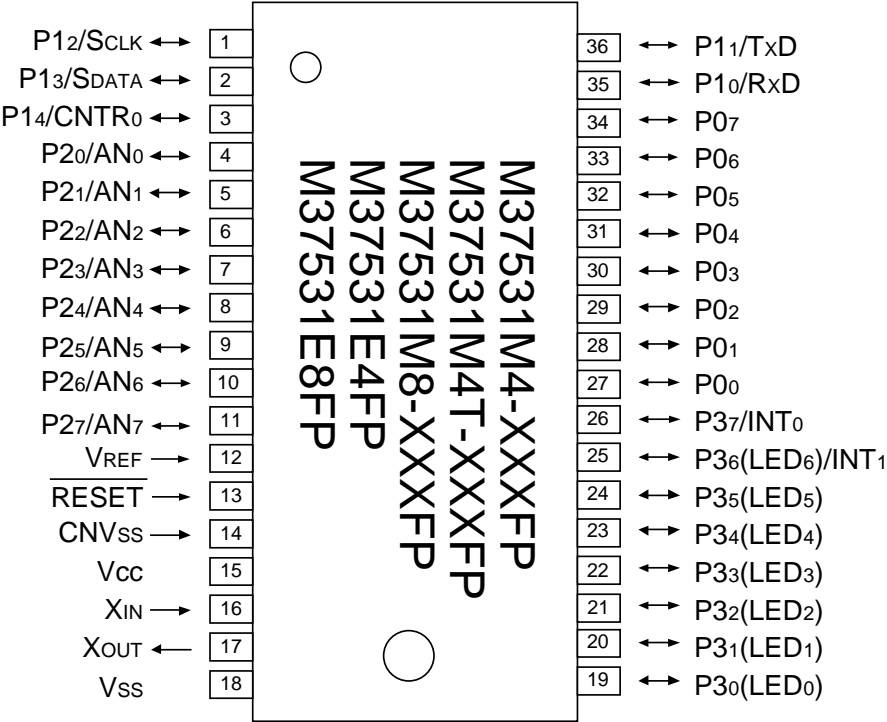 P12/SCLK 1
P13/SDATA 2
P14/CNTR0 3
P20/AN0 4
P21/AN1 5
P22/AN2 6
P23/AN3 7
P24/AN4 8
P25/AN5 9
P26/AN6 10
P27/AN7 11
VREF 12
RESET 13
CNVSS 14
Vcc 15
XIN 16
XOUT 17
VSS 18
M37531M4-XXXFP
M37531M4T-XXXFP
M37531M8-XXXFP
M37531E4FP
M37531E8FP
36 P11/TXD
35 P10/RXD
34 P07
33 P06
32 P05
31 P04
30 P03
29 P02
28 P01
27 P00
26 P37/INT0
25 P36(LED6)/INT1
24 P35(LED5)
23 P34(LED4)
22 P33(LED3)
21 P32(LED2)
20 P31(LED1)
19 P30(LED0)